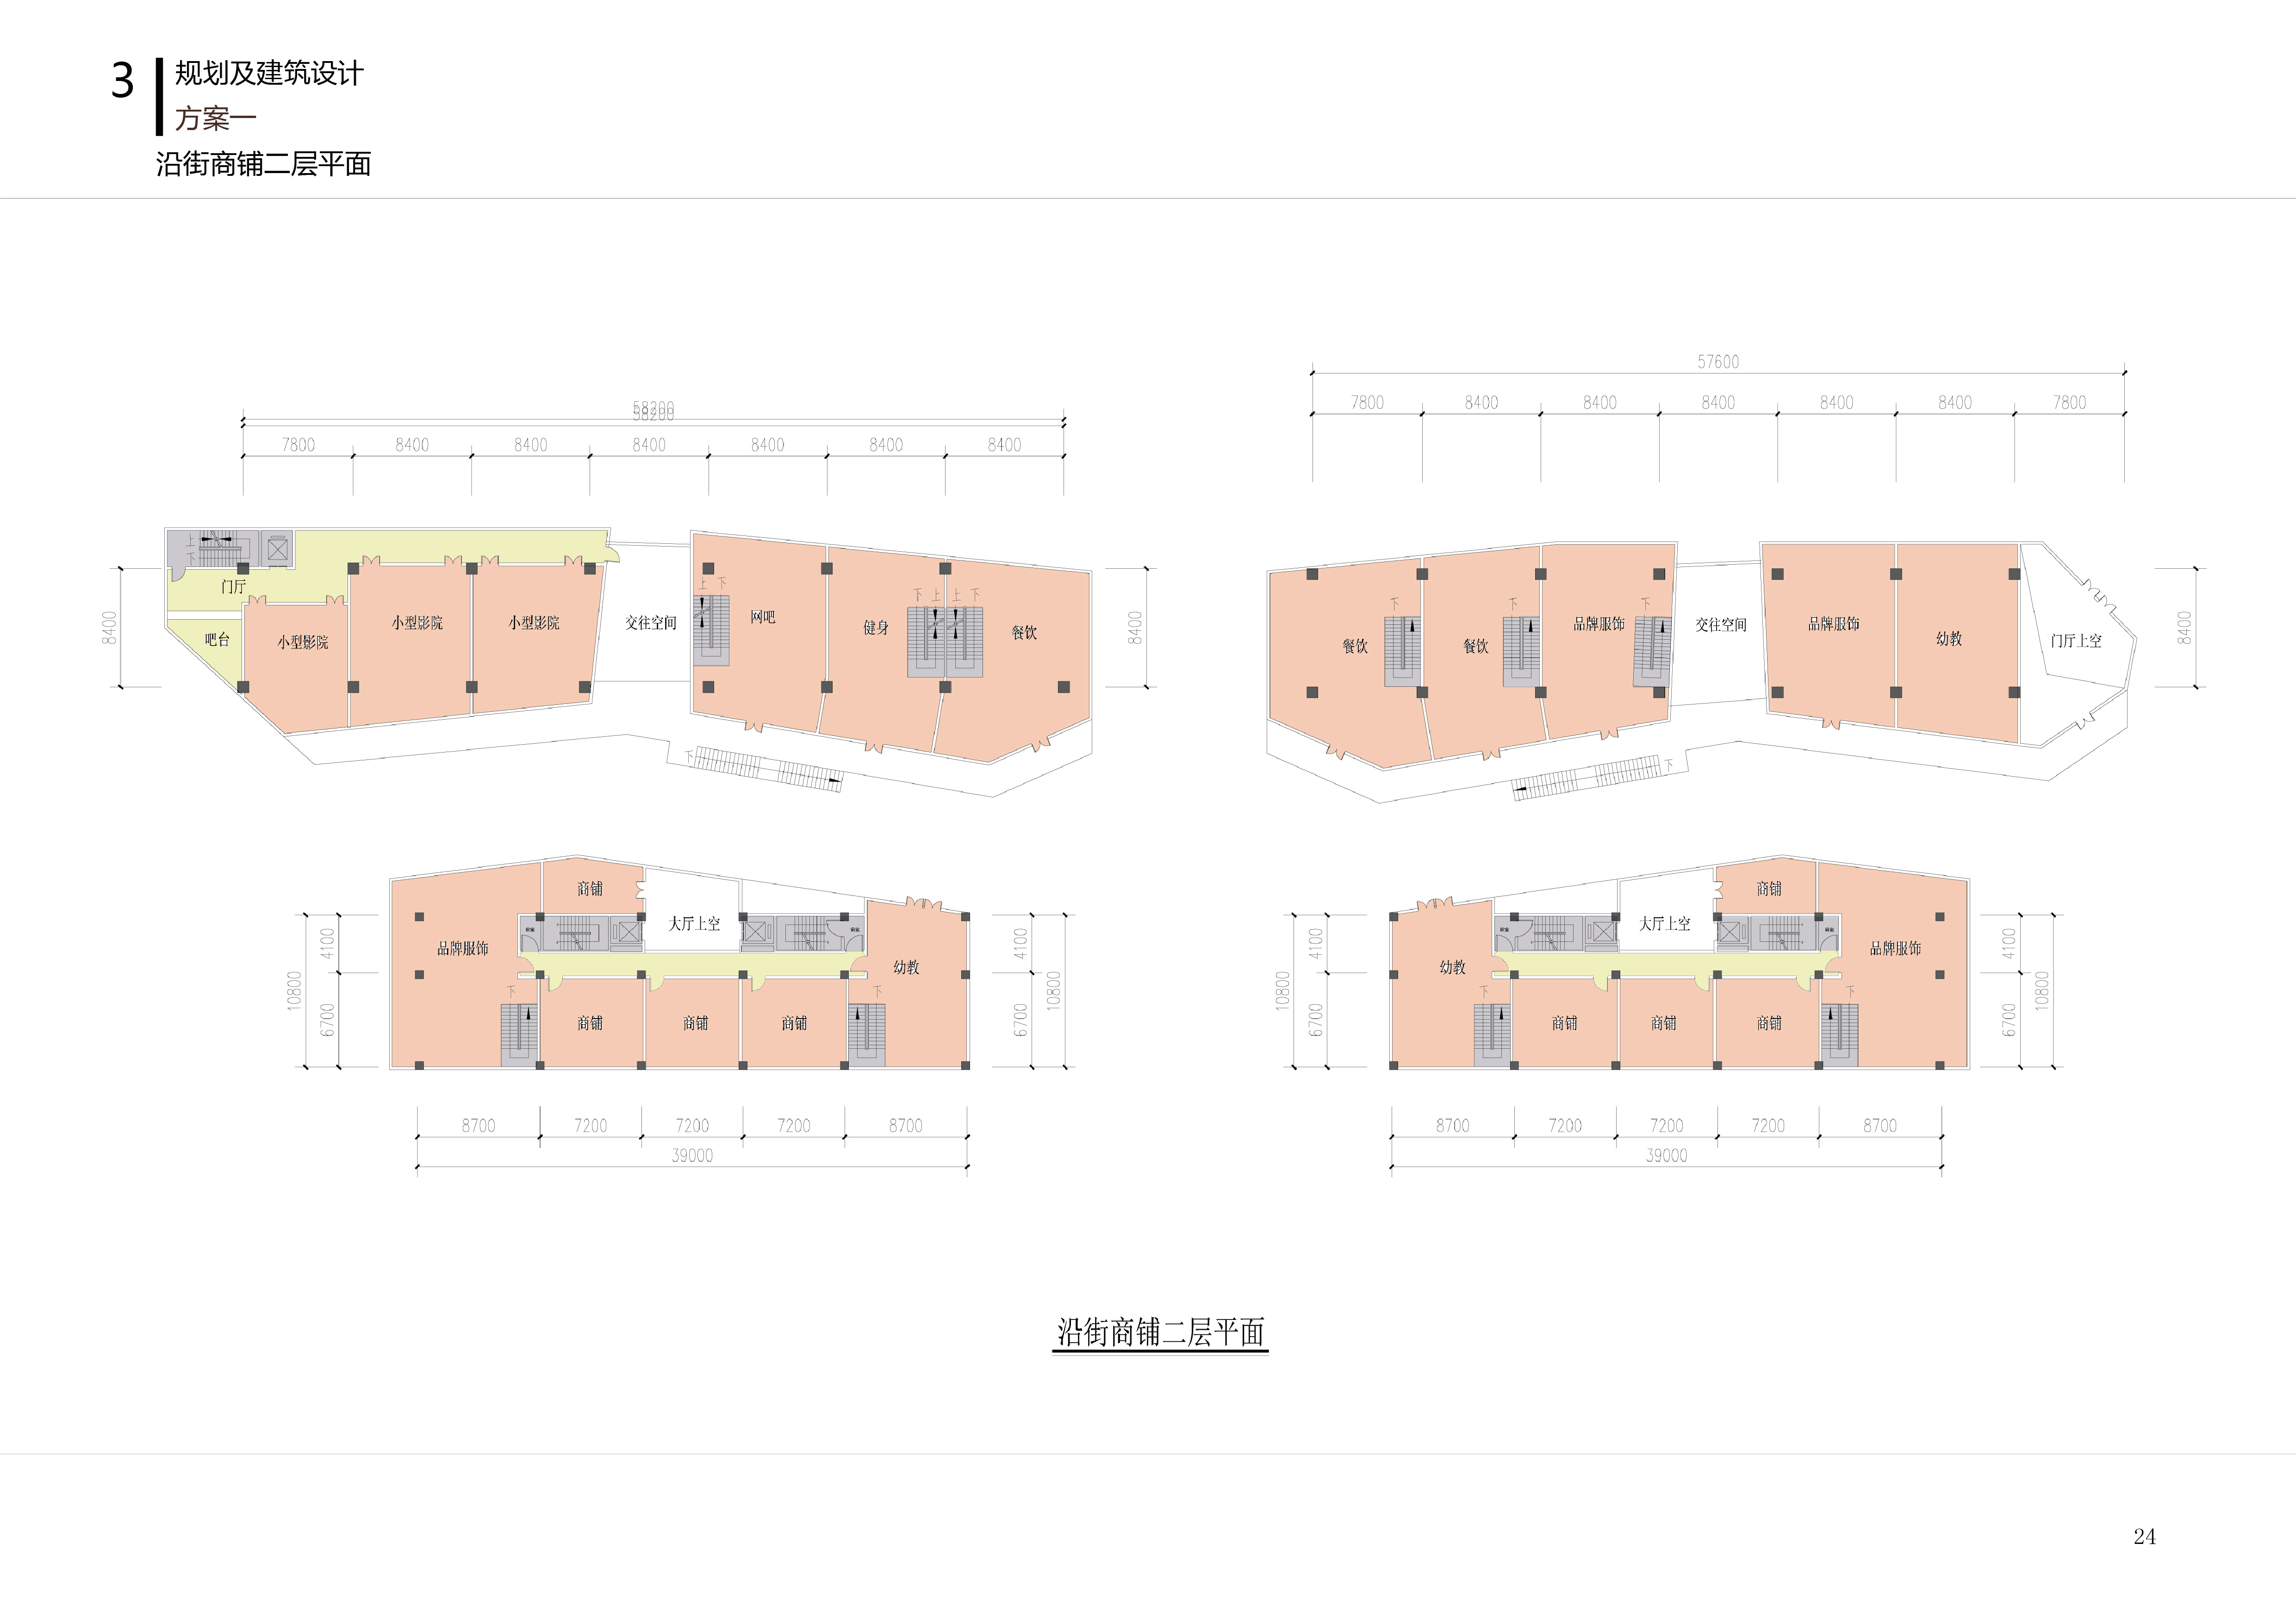 3
规划及建筑设计
方案一
沿街商铺二层平面
57600
7800 8400 8400 8400 8400 8400 7800
58200
58200
7800 8400 8400 8400 8400 8400 8400
8400
上
下
门厅
吧台
小型影院
小型影院
小型影院
交往空间
上 下
网吧
健身
下 上 上 下
餐饮
下
8400
餐饮
下
餐饮
下
品牌服饰
下
交往空间
品牌服饰
幼教
门厅上空
下
8400
10800
4100
6700
品牌服饰
商铺
前室
大厅上空
前室
幼教
下
商铺
商铺
商铺
下
4100
6700
10800
8700 7200 7200 7200 8700
39000
10800
4100
6700
幼教
前室
大厅上空
商铺
前室
品牌服饰
下
商铺
商铺
商铺
下
4100
6700
10800
8700 7200 7200 7200 8700
39000
沿街商铺二层平面
24